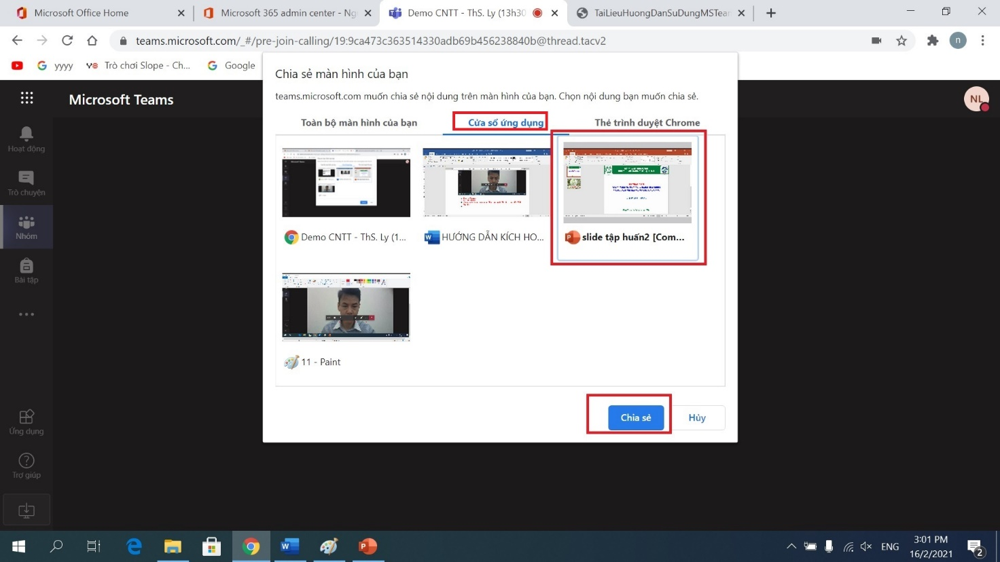 Microsoft Office Home
Microsoft 365 admin center - Ng
Demo CNTT - ThS. Ly (13h30
TaiLieuHuongDanSuDungMSTear
teams.microsoft.com/_#/pre-join-calling/19:9ca473c363514330adb69b456238840b@thread.tacv2
n
yyyy
Trò chơi Slope - Ch...
Google
Chia sẻ màn hình của bạn
teams.microsoft.com muốn chia sẻ nội dung trên màn hình của bạn. Chọn nội dung bạn muốn chia sẻ.
Microsoft Teams
NL
Toàn bộ màn hình của bạn
Cửa sổ ứng dụng
Thẻ trình duyệt Chrome
Hoạt động
Trò chuyện
Nhóm
Bài tập
Demo CNTT - ThS. Ly (1...
HƯỚNG DẪN KÍCH HO...
slide tập huấn2 [Com...
11 - Paint
Chia sẻ
Hủy
Ứng dụng
Trợ giúp
ENG
3:01 PM
16/2/2021
2